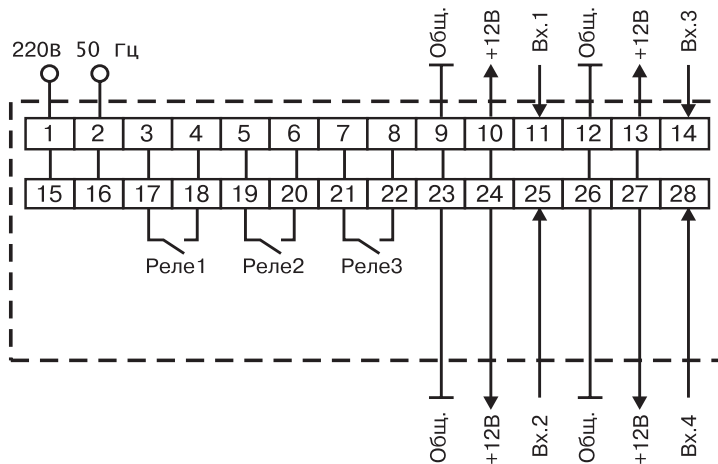 220В 50 Гц
Общ.
+12В
Вх.1
Общ.
+12В
Вх.3
1 2 3 4 5 6 7 8 9 10 11 12 13 14
15 16 17 18 19 20 21 22 23 24 25 26 27 28
Реле1 Реле2 Реле3
Общ.
+12В
Вх.2
Общ.
+12В
Вх.4